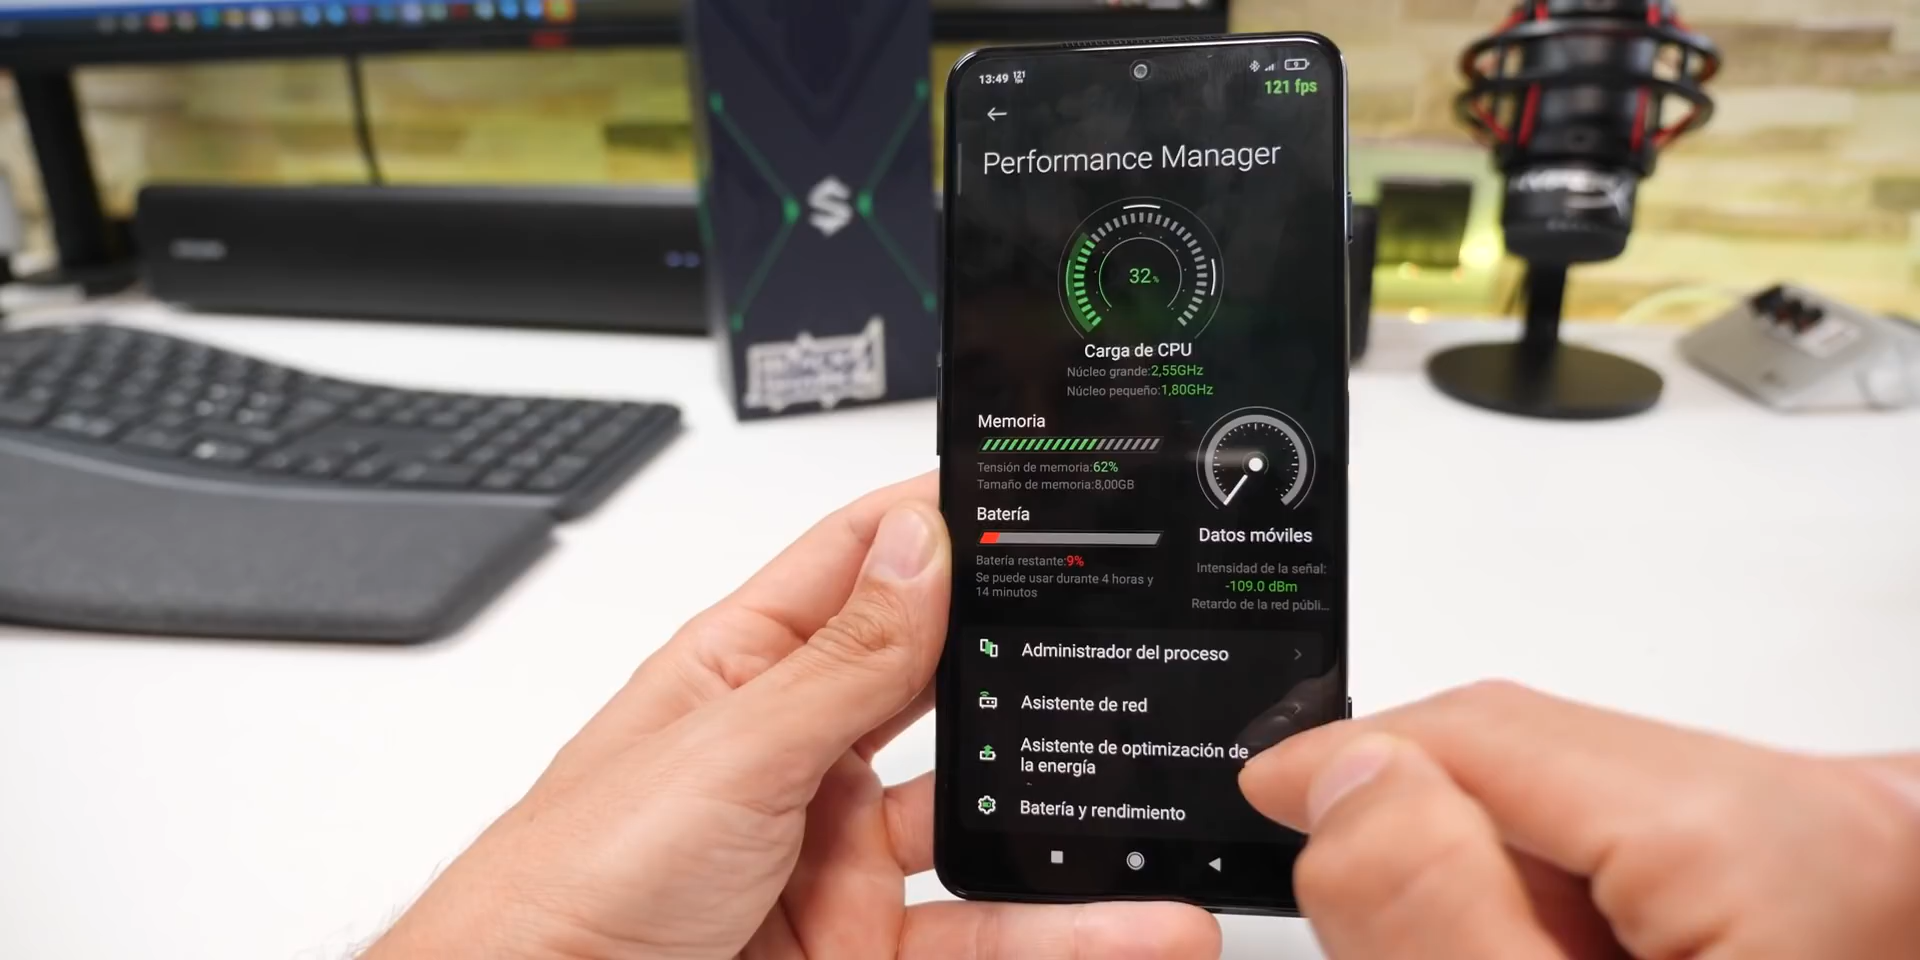 13:49 121
9
121 fps
Performance Manager
32%
Carga de CPU
Núcleo grande:2,55GHz
Núcleo pequeño:1,80GHz
Memoria
Tensión de memoria:62%
Tamaño de memoria:8,00GB
Batería
Batería restante:9%
Se puede usar durante 4 horas y
14 minutos
Datos móviles
Intensidad de la señal:
-109.0 dBm
Retardo de la red públi...
Administrador del proceso
Asistente de red
Asistente de optimización de
la energía
Batería y rendimiento